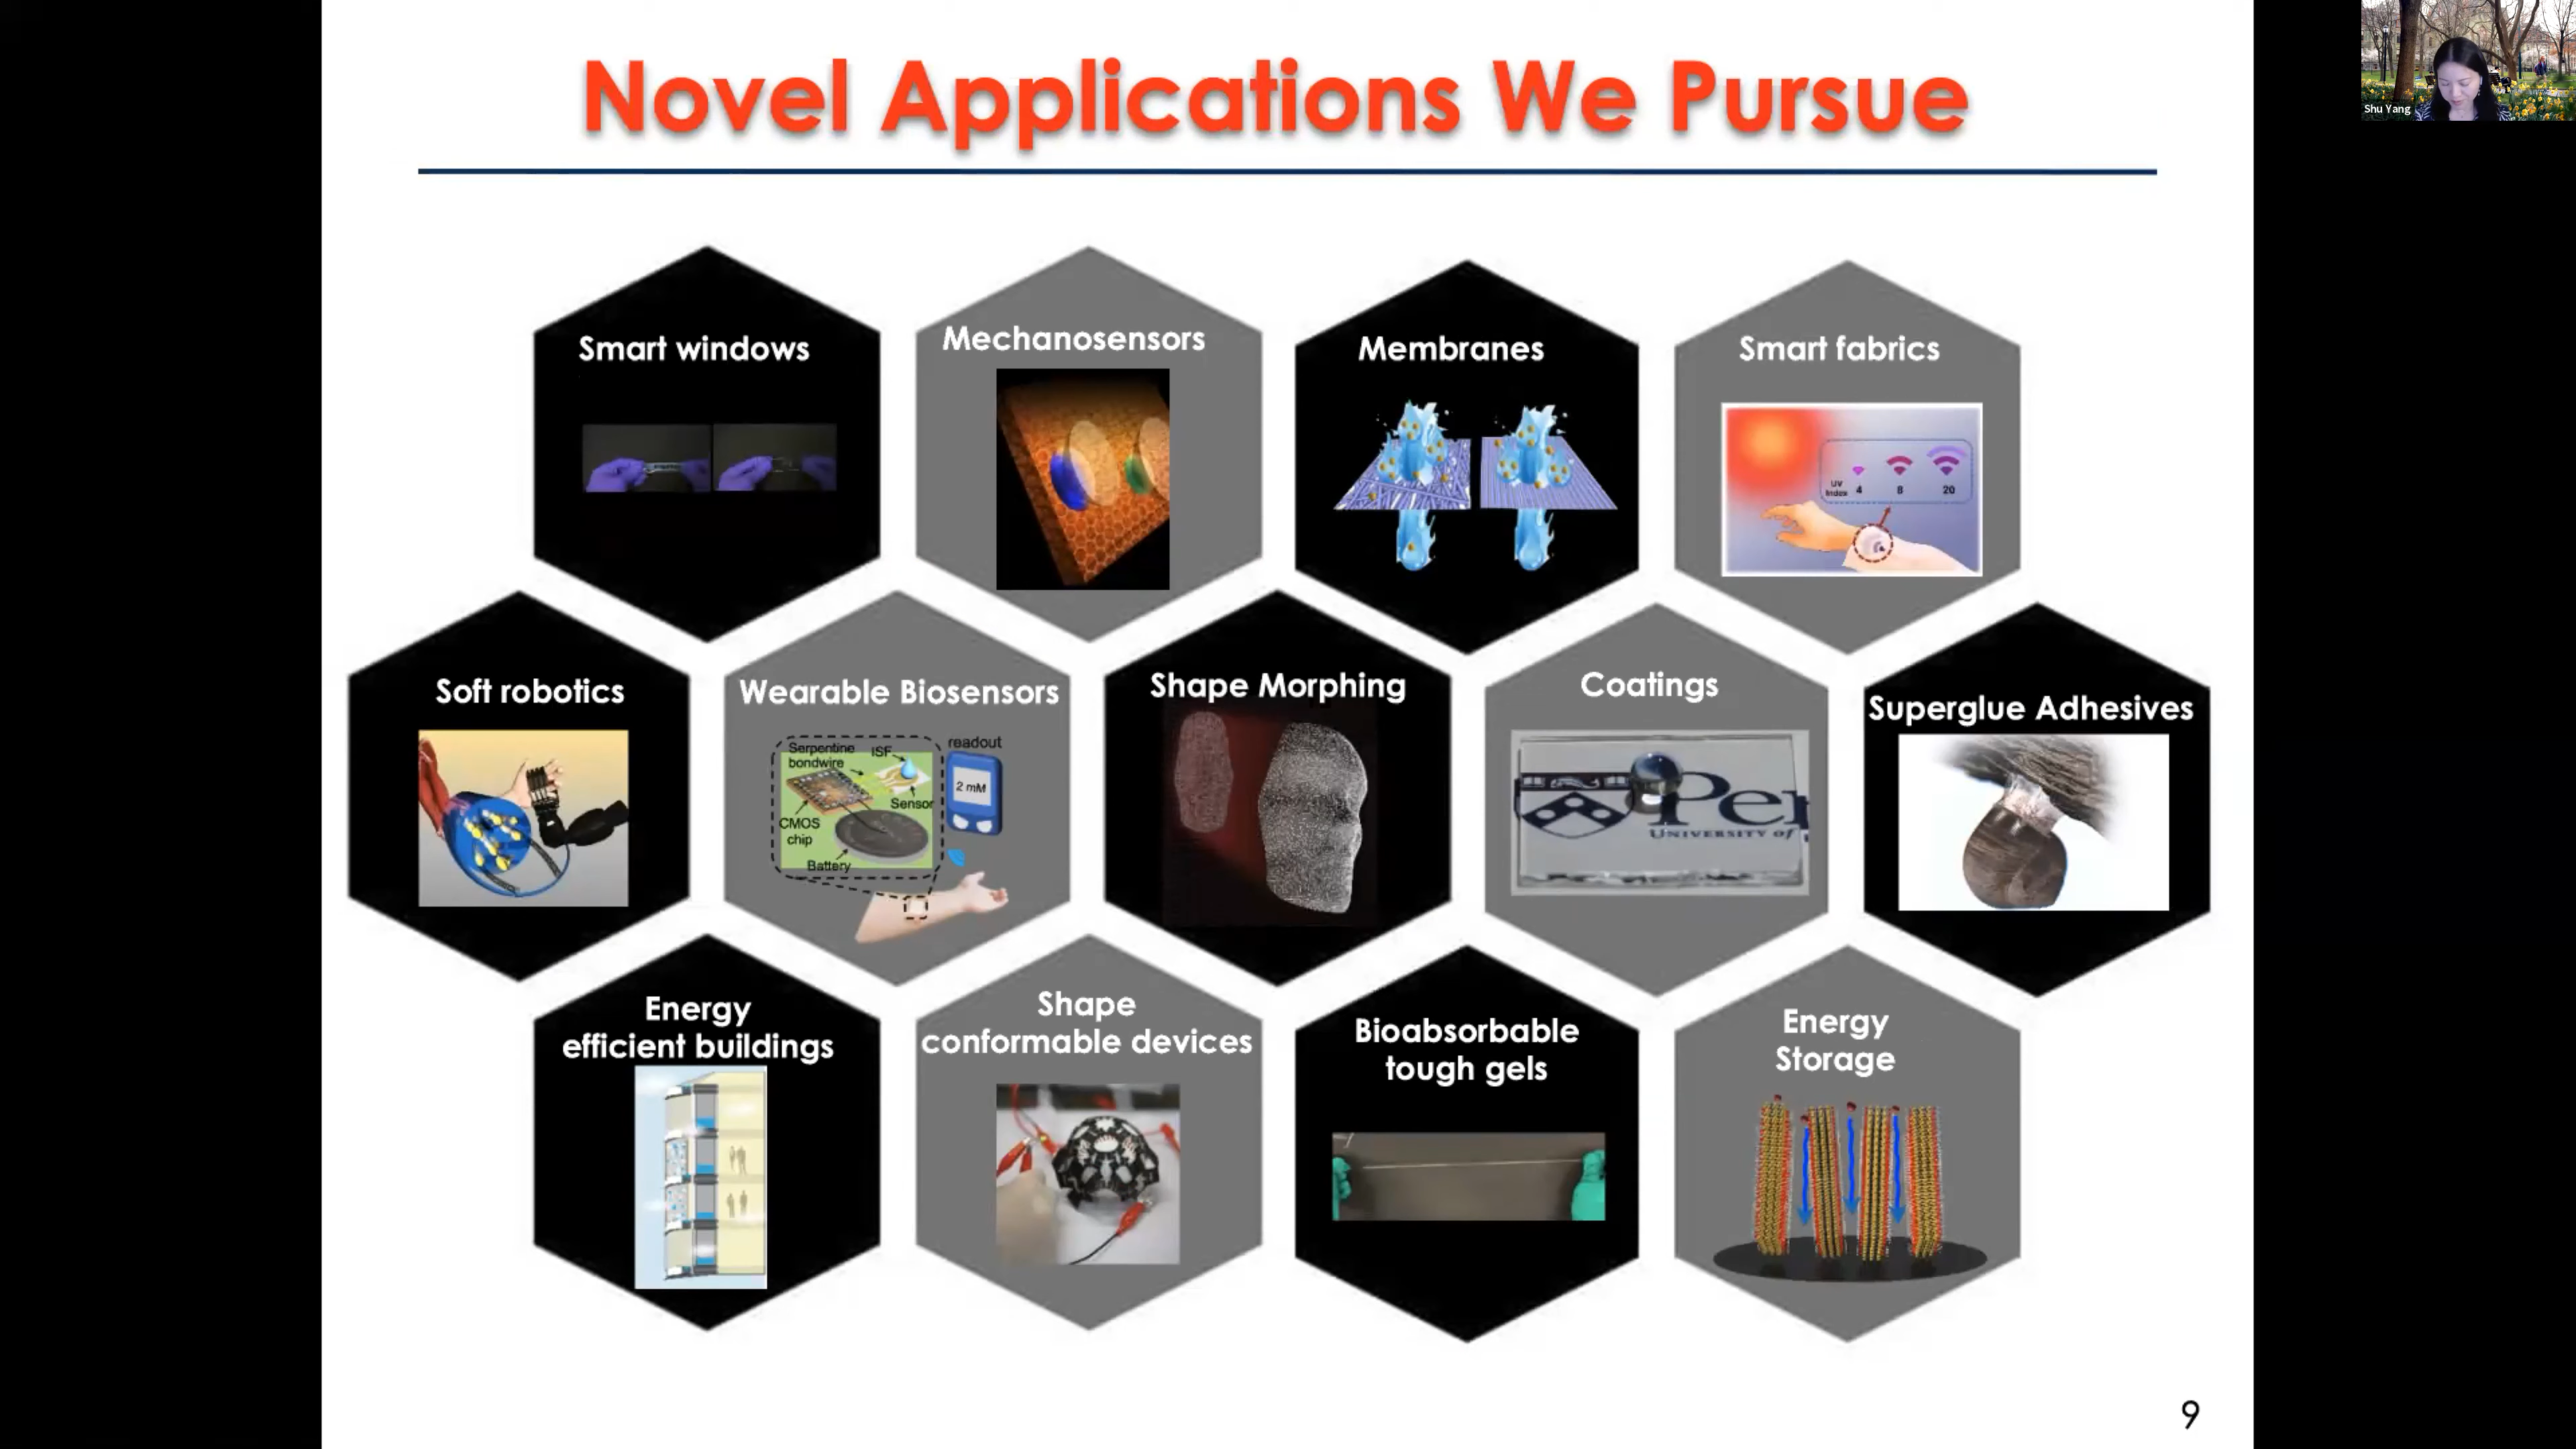 Novel Applications We Pursue
Shu Yang
Smart windows
Mechanosensors
Membranes
Smart fabrics
UV
Index
4
8
20
Soft robotics
Wearable Biosensors
Serpentine
bondwire
ISF
readout
2 mM
Sensor
CMOS
chip
Battery
Shape Morphing
Coatings
Pen
UNIVERSITY of
Superglue Adhesives
Energy
efficient buildings
Shape
conformable devices
Bioabsorbable
tough gels
Energy
Storage
9